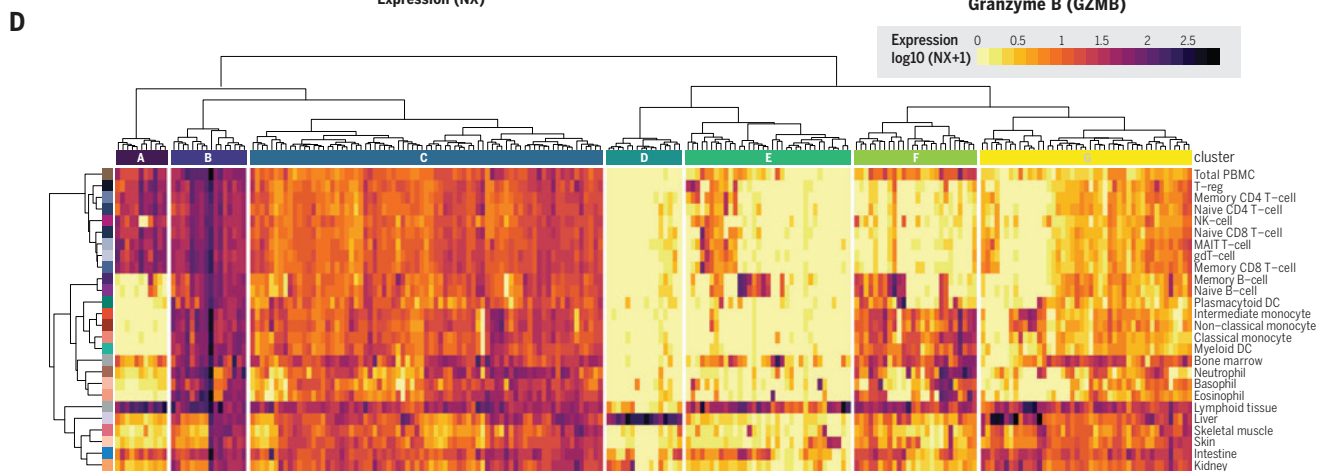 Expression (NX)
Granzyme B (GZMB)
D
Expression
log10 (NX+1)
0 0.5 1 1.5 2 2.5
A B C D E F G cluster
Total PBMC
T−reg
Memory CD4 T−cell
Naive CD4 T−cell
NK−cell
Naive CD8 T−cell
MAIT T−cell
gdT−cell
Memory CD8 T−cell
Memory B−cell
Naive B−cell
Plasmacytoid DC
Intermediate monocyte
Non−classical monocyte
Classical monocyte
Myeloid DC
Bone marrow
Neutrophil
Basophil
Eosinophil
Lymphoid tissue
Liver
Skeletal muscle
Skin
Intestine
Kidney